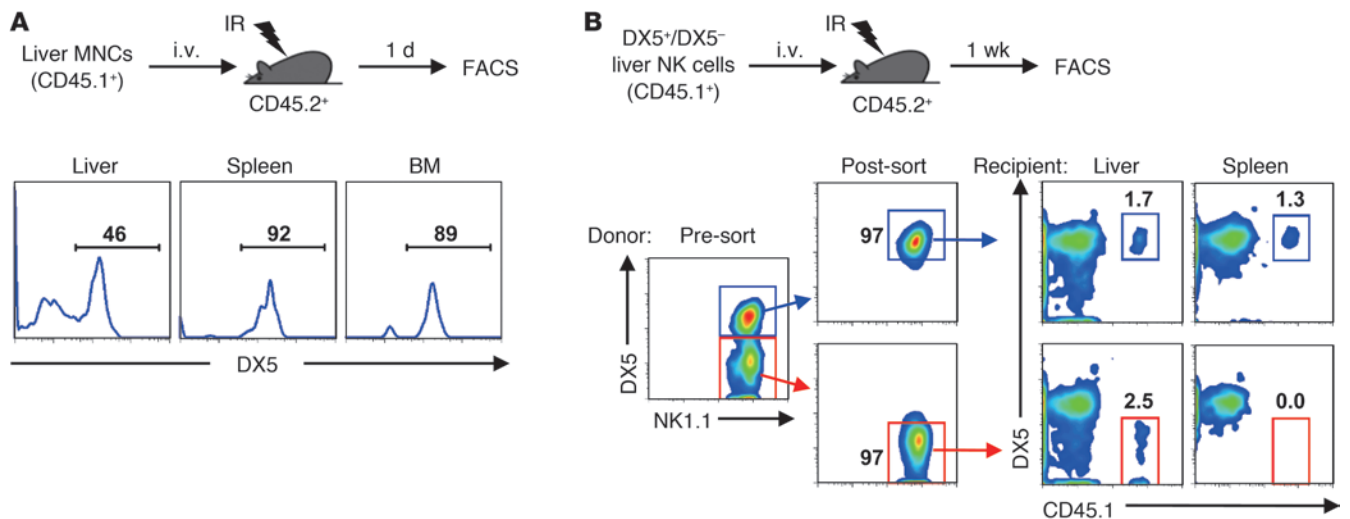 A
IR
Liver MNCs
(CD45.1⁺)
i.v.
1 d
FACS
CD45.2⁺
Liver
Spleen
BM
46
92
89
DX5
B
IR
DX5⁺/DX5⁻
liver NK cells
(CD45.1⁺)
i.v.
1 wk
FACS
CD45.2⁺
Post-sort
Recipient:
Liver
Spleen
Donor:
Pre-sort
97
1.7
1.3
DX5
NK1.1
97
DX5
2.5
0.0
CD45.1